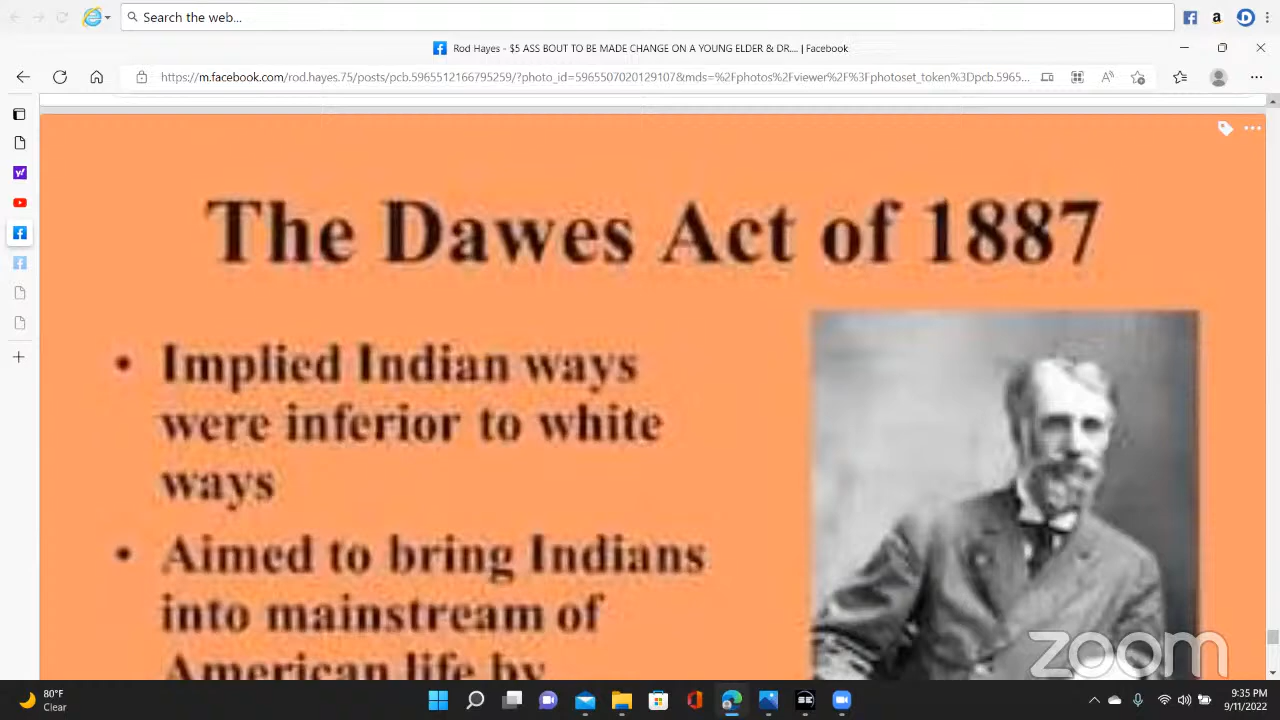 Search the web...
Rod Hayes - $5 ASS BOUT TO BE MADE CHANGE ON A YOUNG ELDER & DR.... | Facebook
https://m.facebook.com/rod.hayes.75/posts/pcb.5965512166795259/?photo_id=5965507020129107&mds=%2Fphotos%2Fviewer%2F%3Fphotoset_token%3Dpcb.5965...
The Dawes Act of 1887
• Implied Indian ways
were inferior to white
ways
• Aimed to bring Indians
into mainstream of
American life by
zoom
80°F
Clear
9:35 PM
9/11/2022